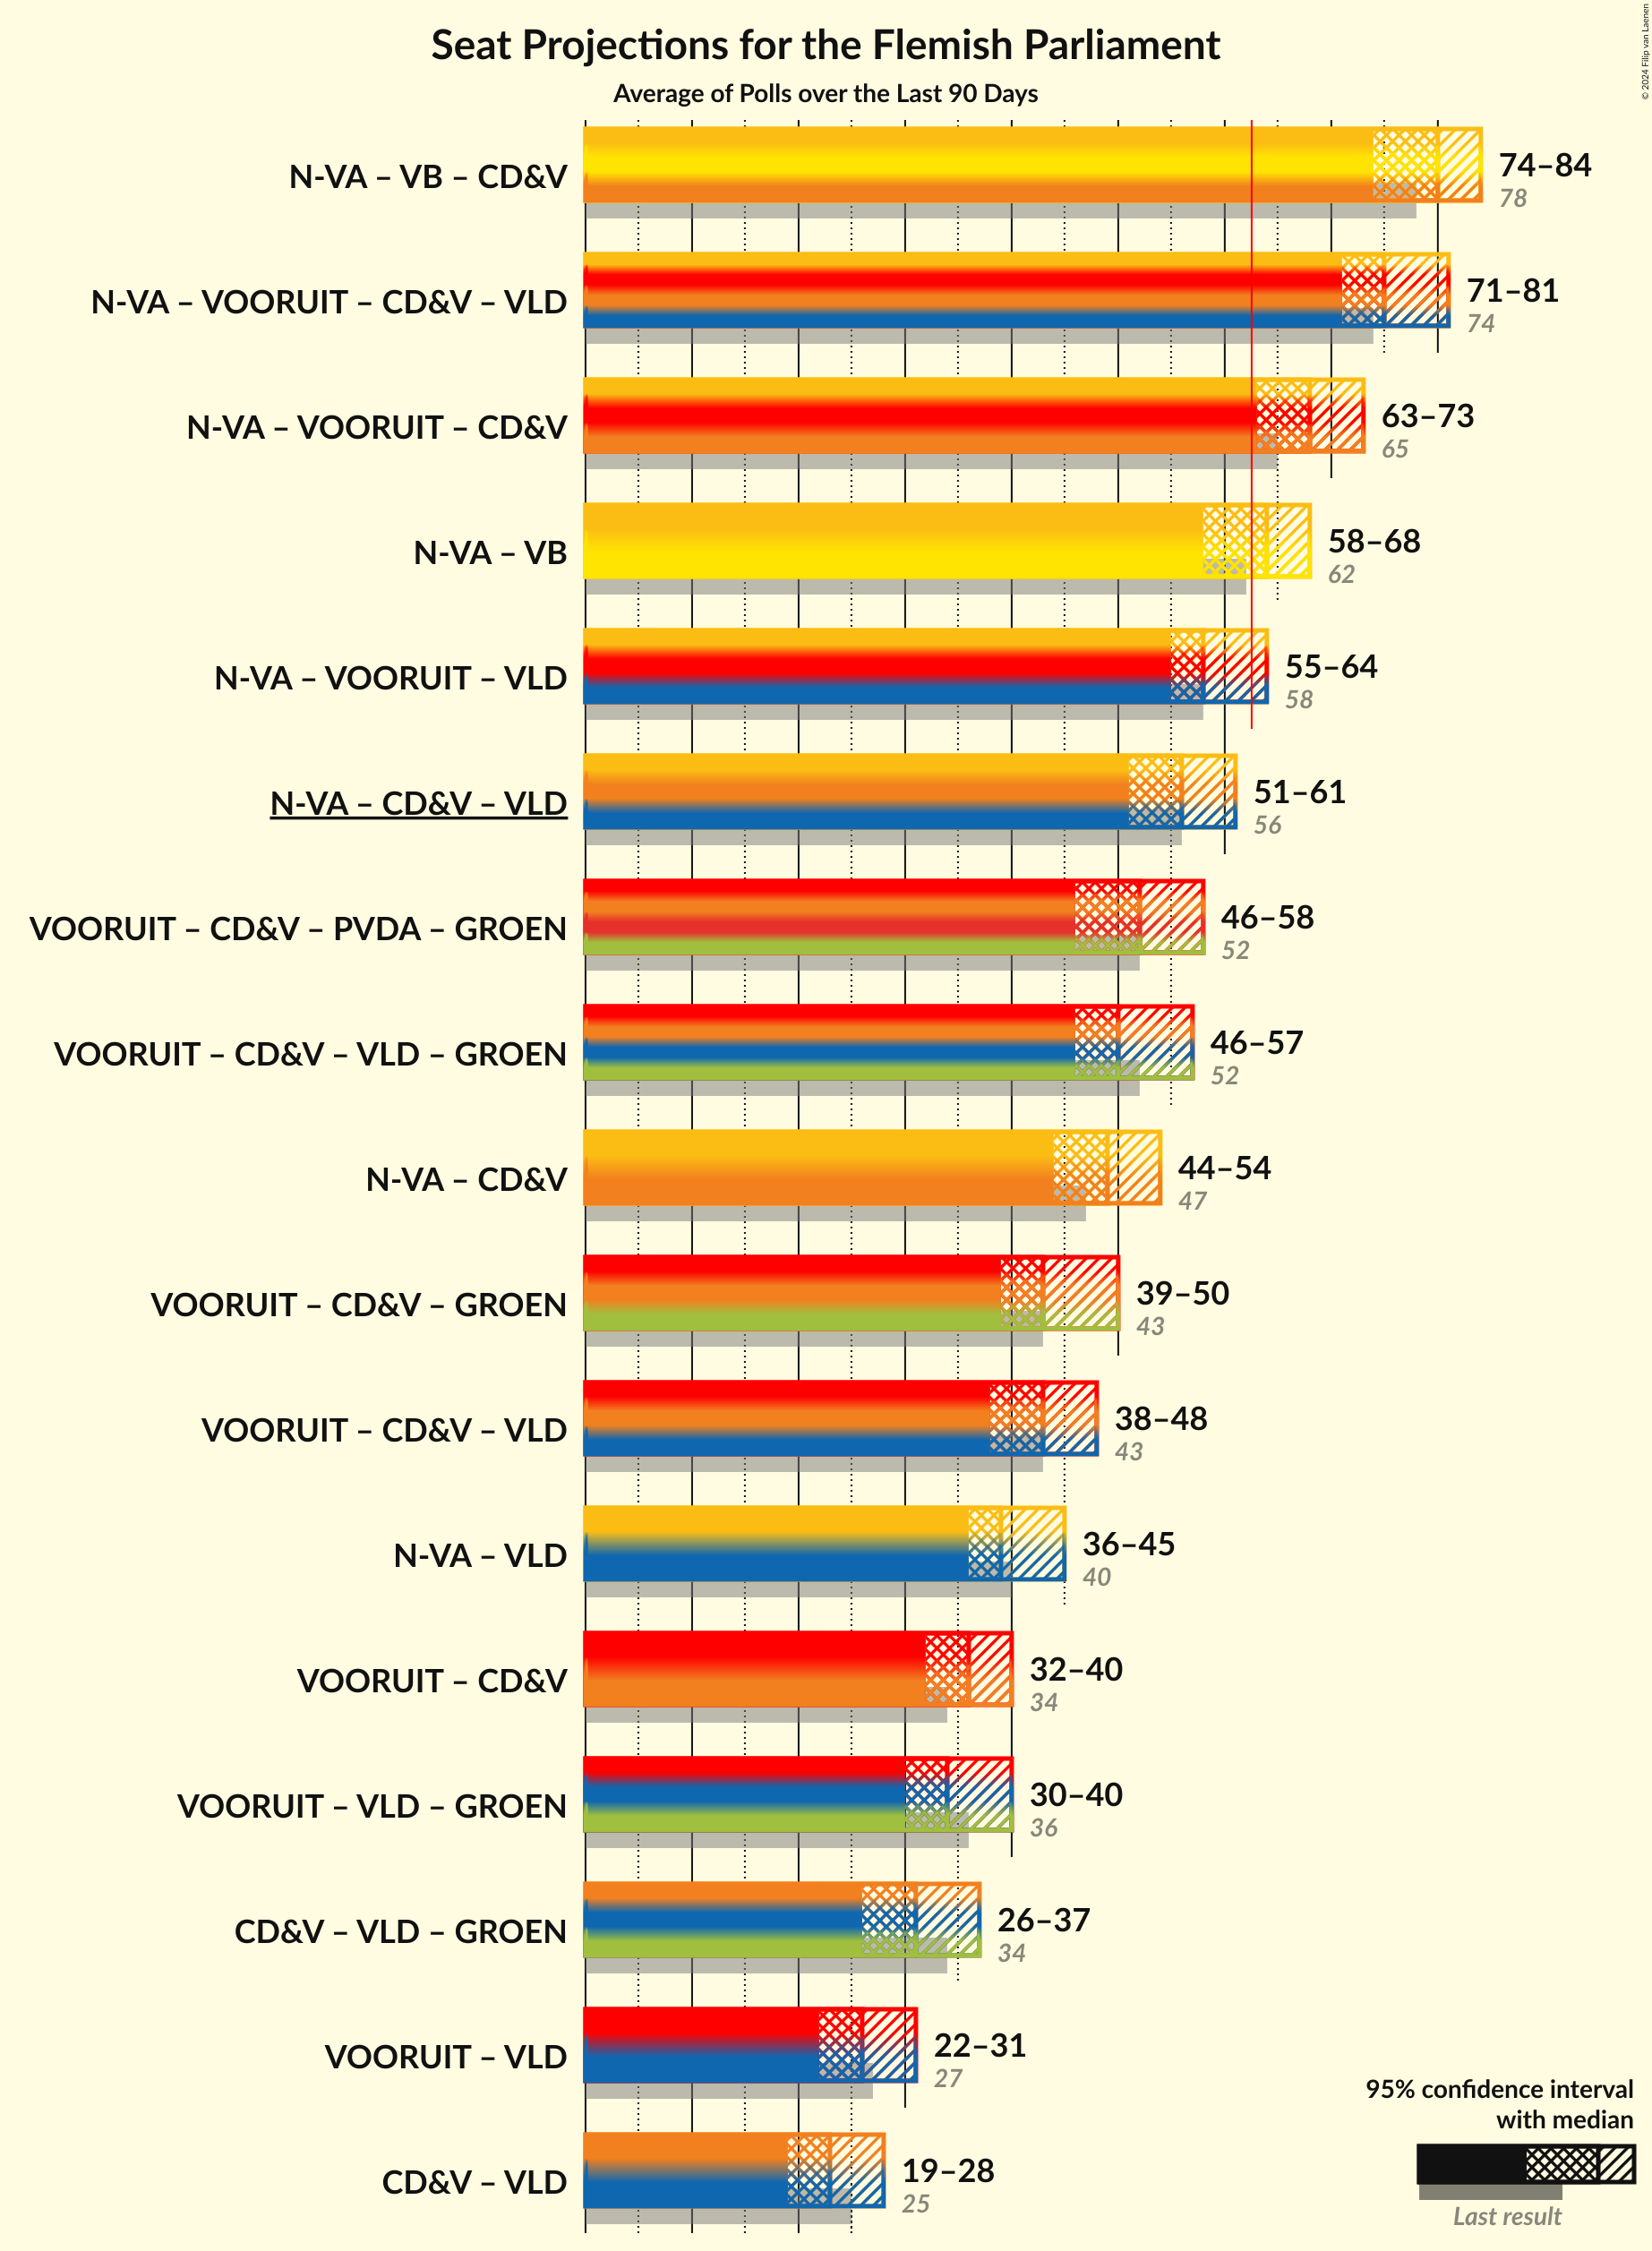 Seat Projections for the Flemish Parliament
Average of Polls over the Last 90 Days
© 2024 Filip van Laenen
N-VA – VB – CD&V
74–84
78
N-VA – VOORUIT – CD&V – VLD
71–81
74
N-VA – VOORUIT – CD&V
63–73
65
N-VA – VB
58–68
62
N-VA – VOORUIT – VLD
55–64
58
N-VA – CD&V – VLD
51–61
56
VOORUIT – CD&V – PVDA – GROEN
46–58
52
VOORUIT – CD&V – VLD – GROEN
46–57
52
N-VA – CD&V
44–54
47
VOORUIT – CD&V – GROEN
39–50
43
VOORUIT – CD&V – VLD
38–48
43
N-VA – VLD
36–45
40
VOORUIT – CD&V
32–40
34
VOORUIT – VLD – GROEN
30–40
36
CD&V – VLD – GROEN
26–37
34
VOORUIT – VLD
22–31
27
CD&V – VLD
19–28
25
95% confidence interval
with median
Last result